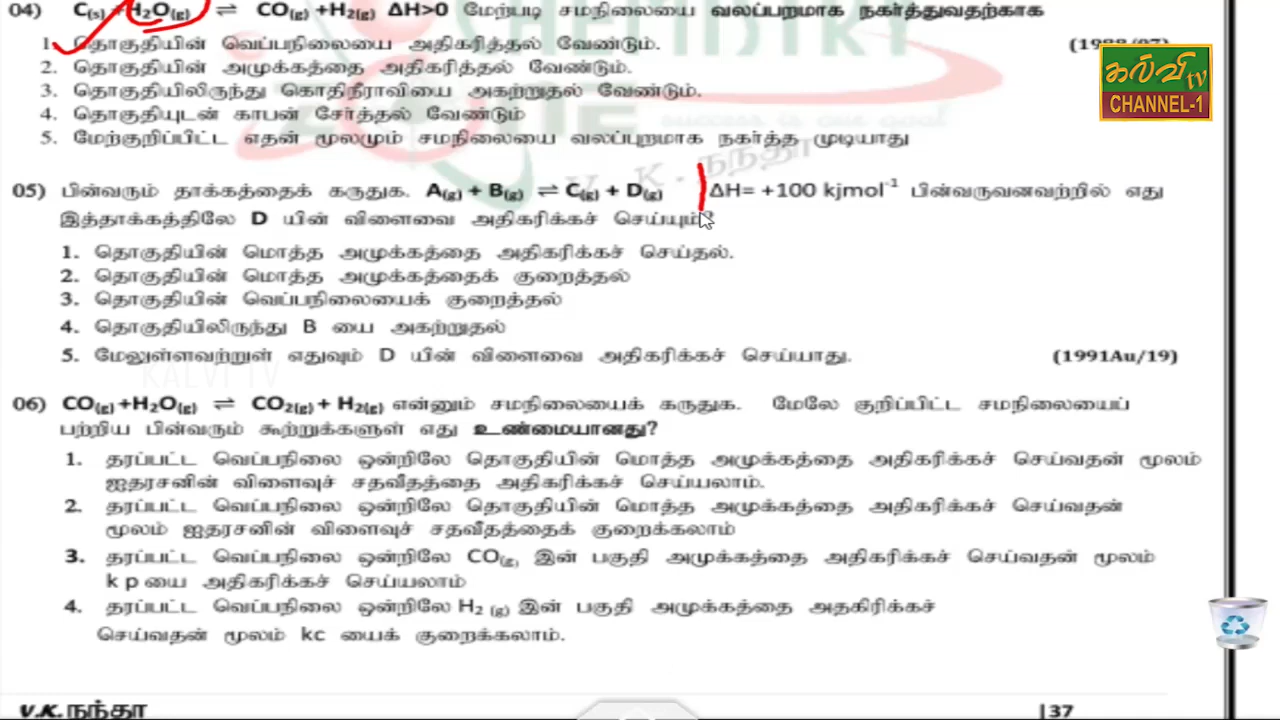 04) C(s) +H₂O(g) ⇌ CO(g) +H₂(g) ΔH>0 மேற்படி சமநிலையை வலப்பறமாக நகர்த்துவதற்காக
1. தொகுதியின் வெப்பநிலையை அதிகரித்தல் வேண்டும்.
2. தொகுதியின் அமுக்கத்தை அதிகரித்தல் வேண்டும்.
3. தொகுதியிலிருந்து கொதிநீராவியை அகற்றுதல் வேண்டும்.
4. தொகுதியுடன் காபன் சேர்த்தல் வேண்டும்
5. மேற்குறிப்பிட்ட எதன் மூலமும் சமநிலையை வலப்புறமாக நகர்த்த முடியாது
கல்வி tv
CHANNEL-1
V. K. நந்தா
05) பின்வரும் தாக்கத்தைக் கருதுக. A(g) + B(g) ⇌ C(g) + D(g) ΔH= +100 kjmol⁻¹ பின்வருவனவற்றில் எது
இத்தாக்கத்திலே D யின் விளைவை அதிகரிக்கச் செய்யும்?
1. தொகுதியின் மொத்த அமுக்கத்தை அதிகரிக்கச் செய்தல்.
2. தொகுதியின் மொத்த அமுக்கத்தைக் குறைத்தல்
3. தொகுதியின் வெப்பநிலையைக் குறைத்தல்
4. தொகுதியிலிருந்து B யை அகற்றுதல்
5. மேலுள்ளவற்றுள் எதுவும் D யின் விளைவை அதிகரிக்கச் செய்யாது. (1991Au/19)
KALVI TV
06) CO(g) +H₂O(g) ⇌ CO₂(g) + H₂(g) என்னும் சமநிலையைக் கருதுக. மேலே குறிப்பிட்ட சமநிலையைப்
பற்றிய பின்வரும் கூற்றுக்களுள் எது உண்மையானது?
1. தரப்பட்ட வெப்பநிலை ஒன்றிலே தொகுதியின் மொத்த அமுக்கத்தை அதிகரிக்கச் செய்வதன் மூலம்
ஐதரசனின் விளைவுச் சதவீதத்தை அதிகரிக்கச் செய்யலாம்.
2. தரப்பட்ட வெப்பநிலை ஒன்றிலே தொகுதியின் மொத்த அமுக்கத்தை அதிகரிக்கச் செய்வதன்
மூலம் ஐதரசனின் விளைவுச் சதவீதத்தைக் குறைக்கலாம்
3. தரப்பட்ட வெப்பநிலை ஒன்றிலே CO(g) இன் பகுதி அமுக்கத்தை அதிகரிக்கச் செய்வதன் மூலம்
k p யை அதிகரிக்கச் செய்யலாம்
4. தரப்பட்ட வெப்பநிலை ஒன்றிலே H₂ (g) இன் பகுதி அமுக்கத்தை அதகிரிக்கச்
செய்வதன் மூலம் kc யைக் குறைக்கலாம்.
V.K.நந்தா |37